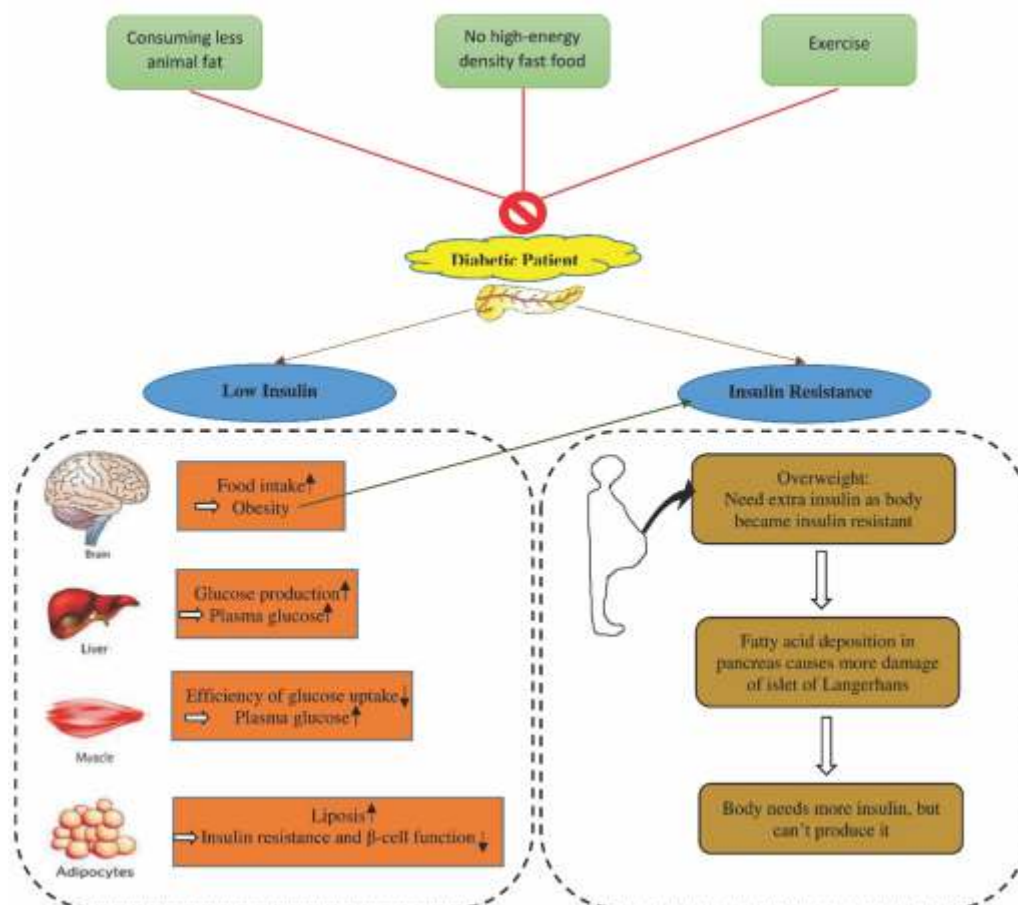 Consuming less
animal fat
No high-energy
density fast food
Exercise
Diabetic Patient
Low Insulin
Insulin Resistance
Brain
Food intake↑
⇨ Obesity
Liver
Glucose production↑
⇨ Plasma glucose↑
Muscle
Efficiency of glucose uptake↓
⇨ Plasma glucose↑
Adipocytes
Liposis↑
⇨ Insulin resistance and β-cell function↓
Overweight:
Need extra insulin as body
became insulin resistant
Fatty acid deposition in
pancreas causes more damage
of islet of Langerhans
Body needs more insulin, but
can't produce it